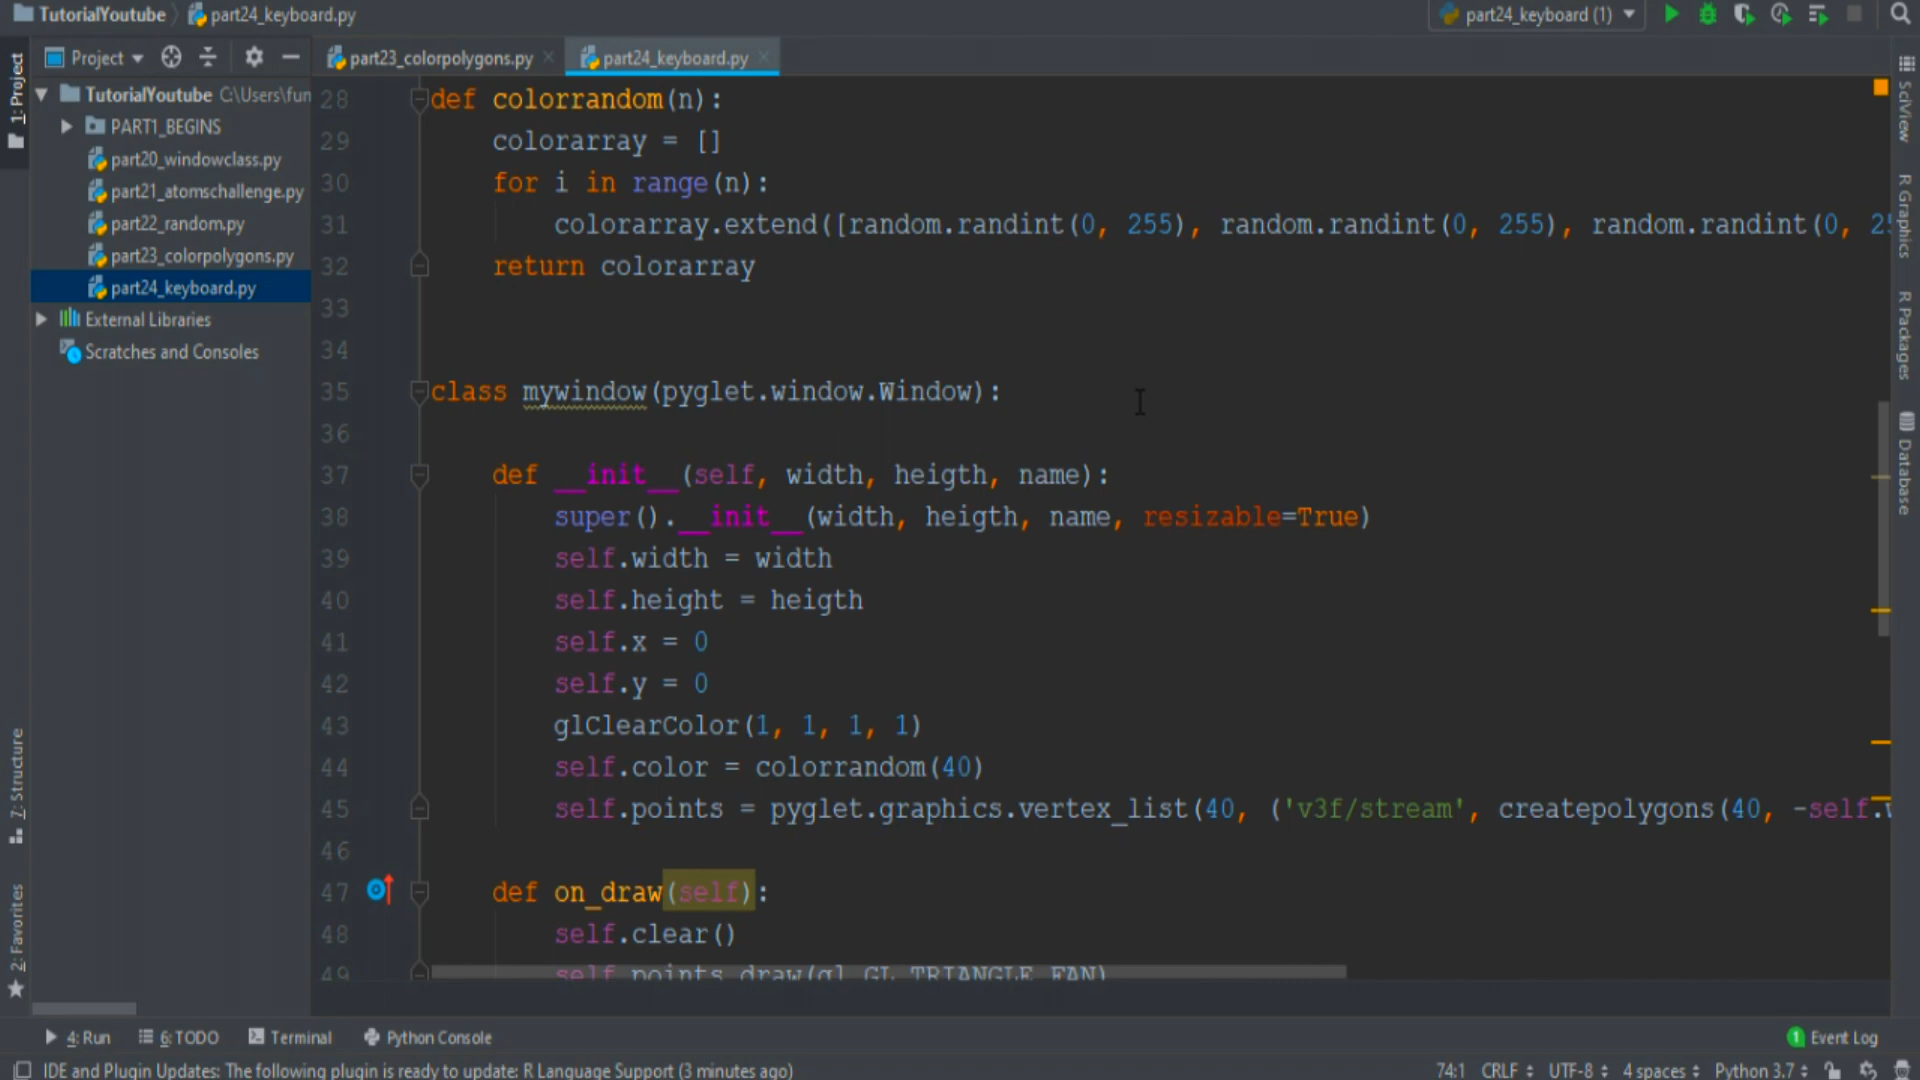 TutorialYoutube part24_keyboard.py
part24_keyboard (1)
1: Project
Project
part23_colorpolygons.py
part24_keyboard.py
TutorialYoutube C:\Users\fun
PART1_BEGINS
part20_windowclass.py
part21_atomschallenge.py
part22_random.py
part23_colorpolygons.py
part24_keyboard.py
External Libraries
Scratches and Consoles
28 def colorrandom(n):
29 colorarray = []
30 for i in range(n):
31 colorarray.extend([random.randint(0, 255), random.randint(0, 255), random.randint(0, 25
32 return colorarray
33
34
35 class mywindow(pyglet.window.Window):
36
37 def __init__(self, width, heigth, name):
38 super().__init__(width, heigth, name, resizable=True)
39 self.width = width
40 self.height = heigth
41 self.x = 0
42 self.y = 0
43 glClearColor(1, 1, 1, 1)
44 self.color = colorrandom(40)
45 self.points = pyglet.graphics.vertex_list(40, ('v3f/stream', createpolygons(40, -self.w
46
47 def on_draw(self):
48 self.clear()
49 self.points.draw(gl.GL_TRIANGLE_FAN)
SciView
R Graphics
R Packages
Database
7: Structure
2: Favorites
4: Run
6: TODO
Terminal
Python Console
1 Event Log
IDE and Plugin Updates: The following plugin is ready to update: R Language Support (3 minutes ago)
74:1 CRLF UTF-8 4 spaces Python 3.7